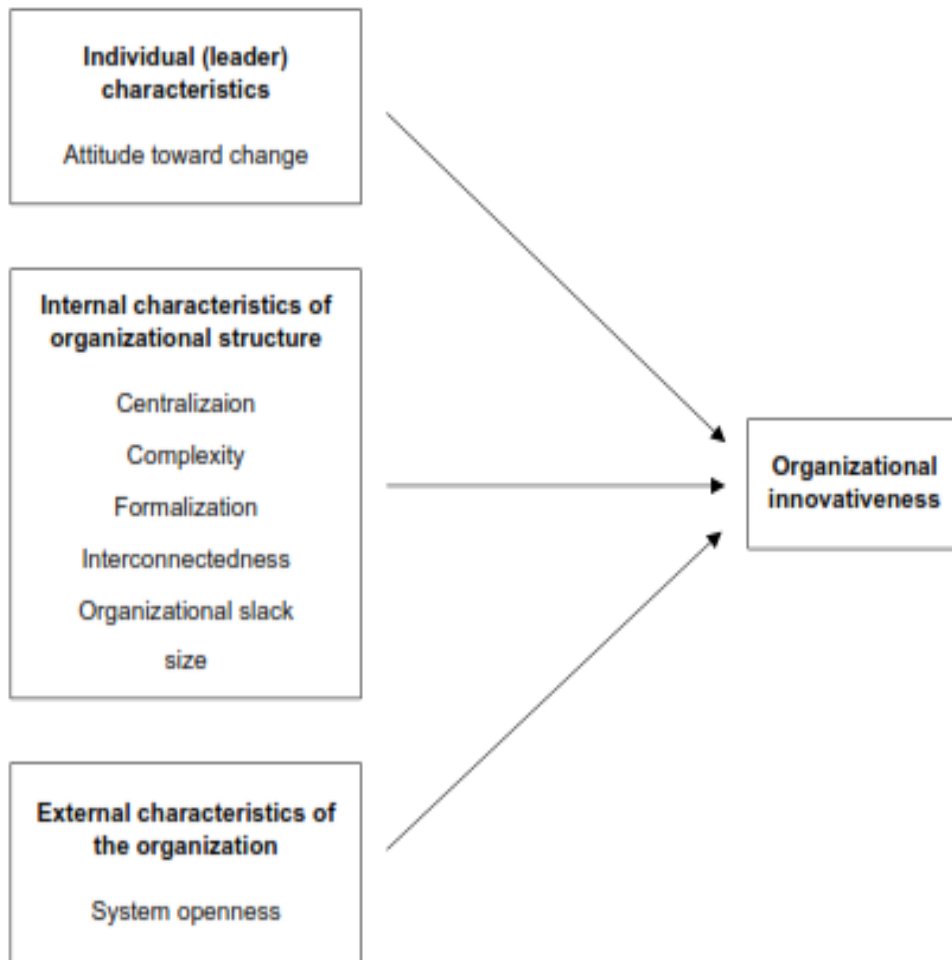 Individual (leader)
characteristics
Attitude toward change
Internal characteristics of
organizational structure
Centralizaion
Complexity
Formalization
Interconnectedness
Organizational slack
size
External characteristics of
the organization
System openness
Organizational
innovativeness